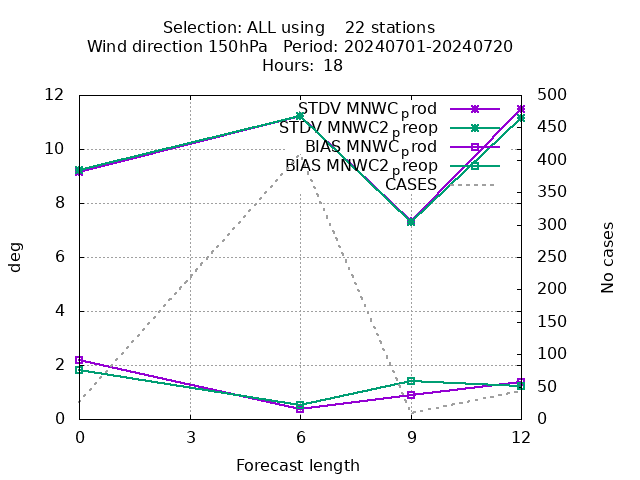 Selection: ALL using 22 stations
Wind direction 150hPa Period: 20240701-20240720
Hours: 18
STDV MNWC_prod
STDV MNWC2_preop
BIAS MNWC_prod
BIAS MNWC2_preop
CASES
12
10
8
6
4
2
0
deg
500
450
400
350
300
250
200
150
100
50
0
No cases
0 3 6 9 12
Forecast length